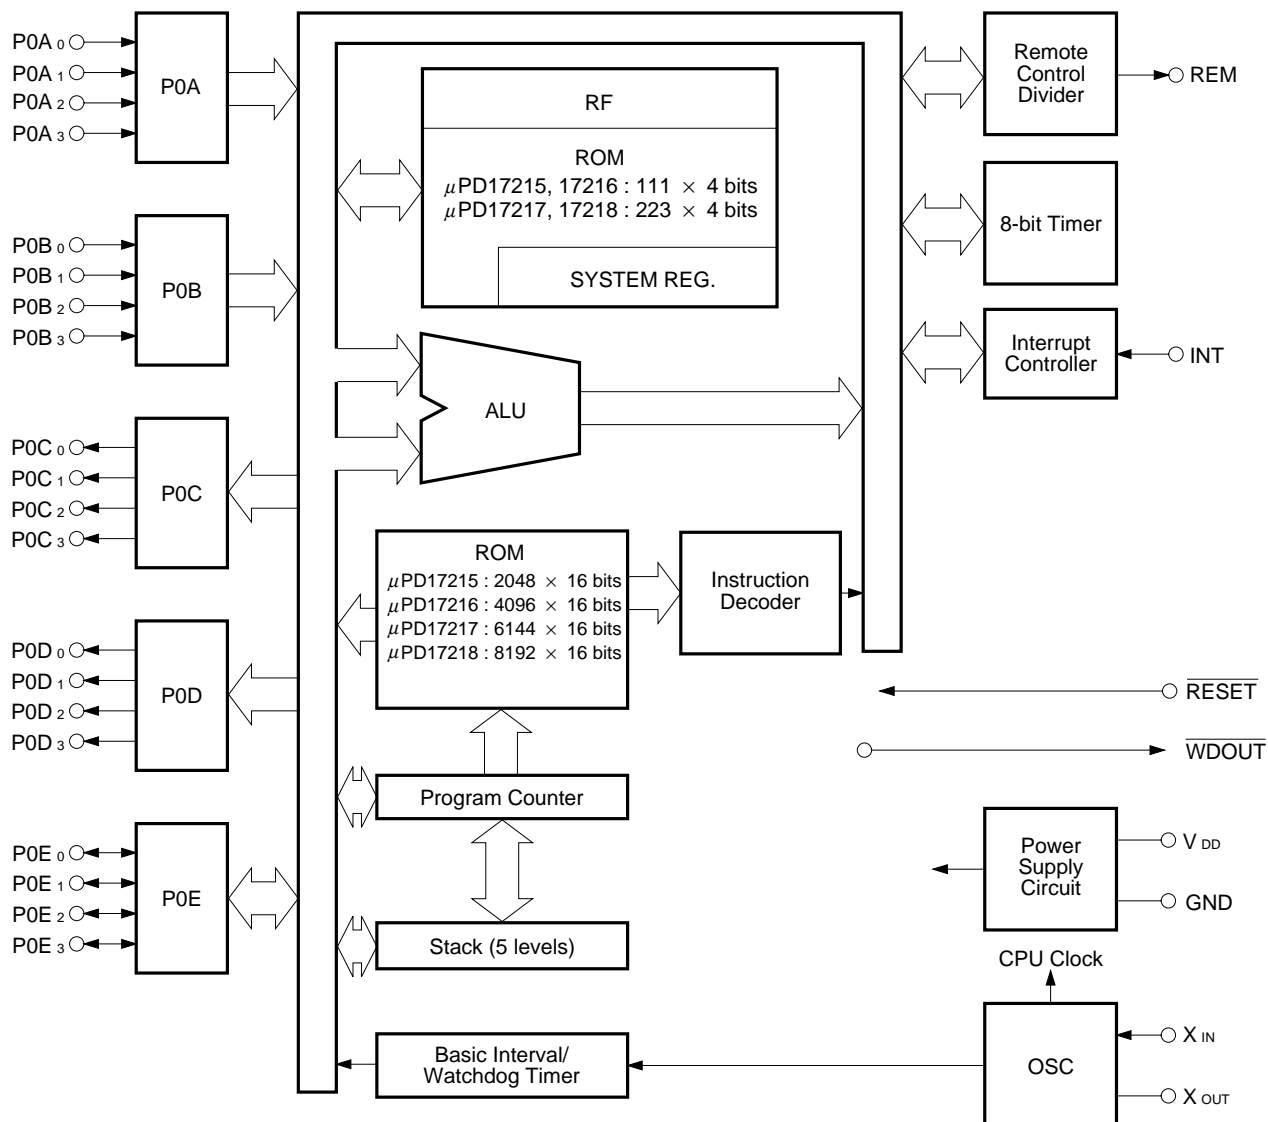 P0A 0
P0A 1
P0A 2
P0A 3
P0A
P0B 0
P0B 1
P0B 2
P0B 3
P0B
P0C 0
P0C 1
P0C 2
P0C 3
P0C
P0D 0
P0D 1
P0D 2
P0D 3
P0D
P0E 0
P0E 1
P0E 2
P0E 3
P0E
RF
ROM
μPD17215, 17216 : 111 × 4 bits
μPD17217, 17218 : 223 × 4 bits
SYSTEM REG.
ALU
ROM
μPD17215 : 2048 × 16 bits
μPD17216 : 4096 × 16 bits
μPD17217 : 6144 × 16 bits
μPD17218 : 8192 × 16 bits
Instruction
Decoder
Program Counter
Stack (5 levels)
Basic Interval/
Watchdog Timer
Remote
Control
Divider
REM
8-bit Timer
Interrupt
Controller
INT
RESET
WDOUT
Power
Supply
Circuit
V DD
GND
CPU Clock
OSC
X IN
X OUT